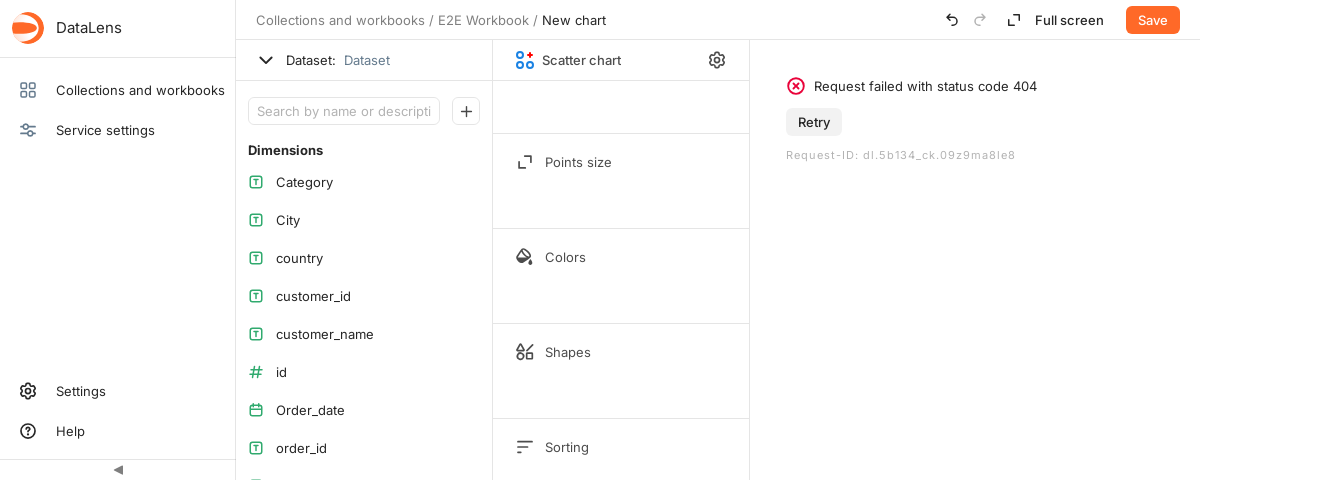 DataLens
Collections and workbooks / E2E Workbook / New chart
Full screen
Save
Collections and workbooks
Service settings
Settings
Help
Dataset: Dataset
Search by name or descripti
Dimensions
Category
City
country
customer_id
customer_name
id
Order_date
order_id
Scatter chart
Points size
Colors
Shapes
Sorting
Request failed with status code 404
Retry
Request-ID: dl.5b134_ck.09z9ma8le8